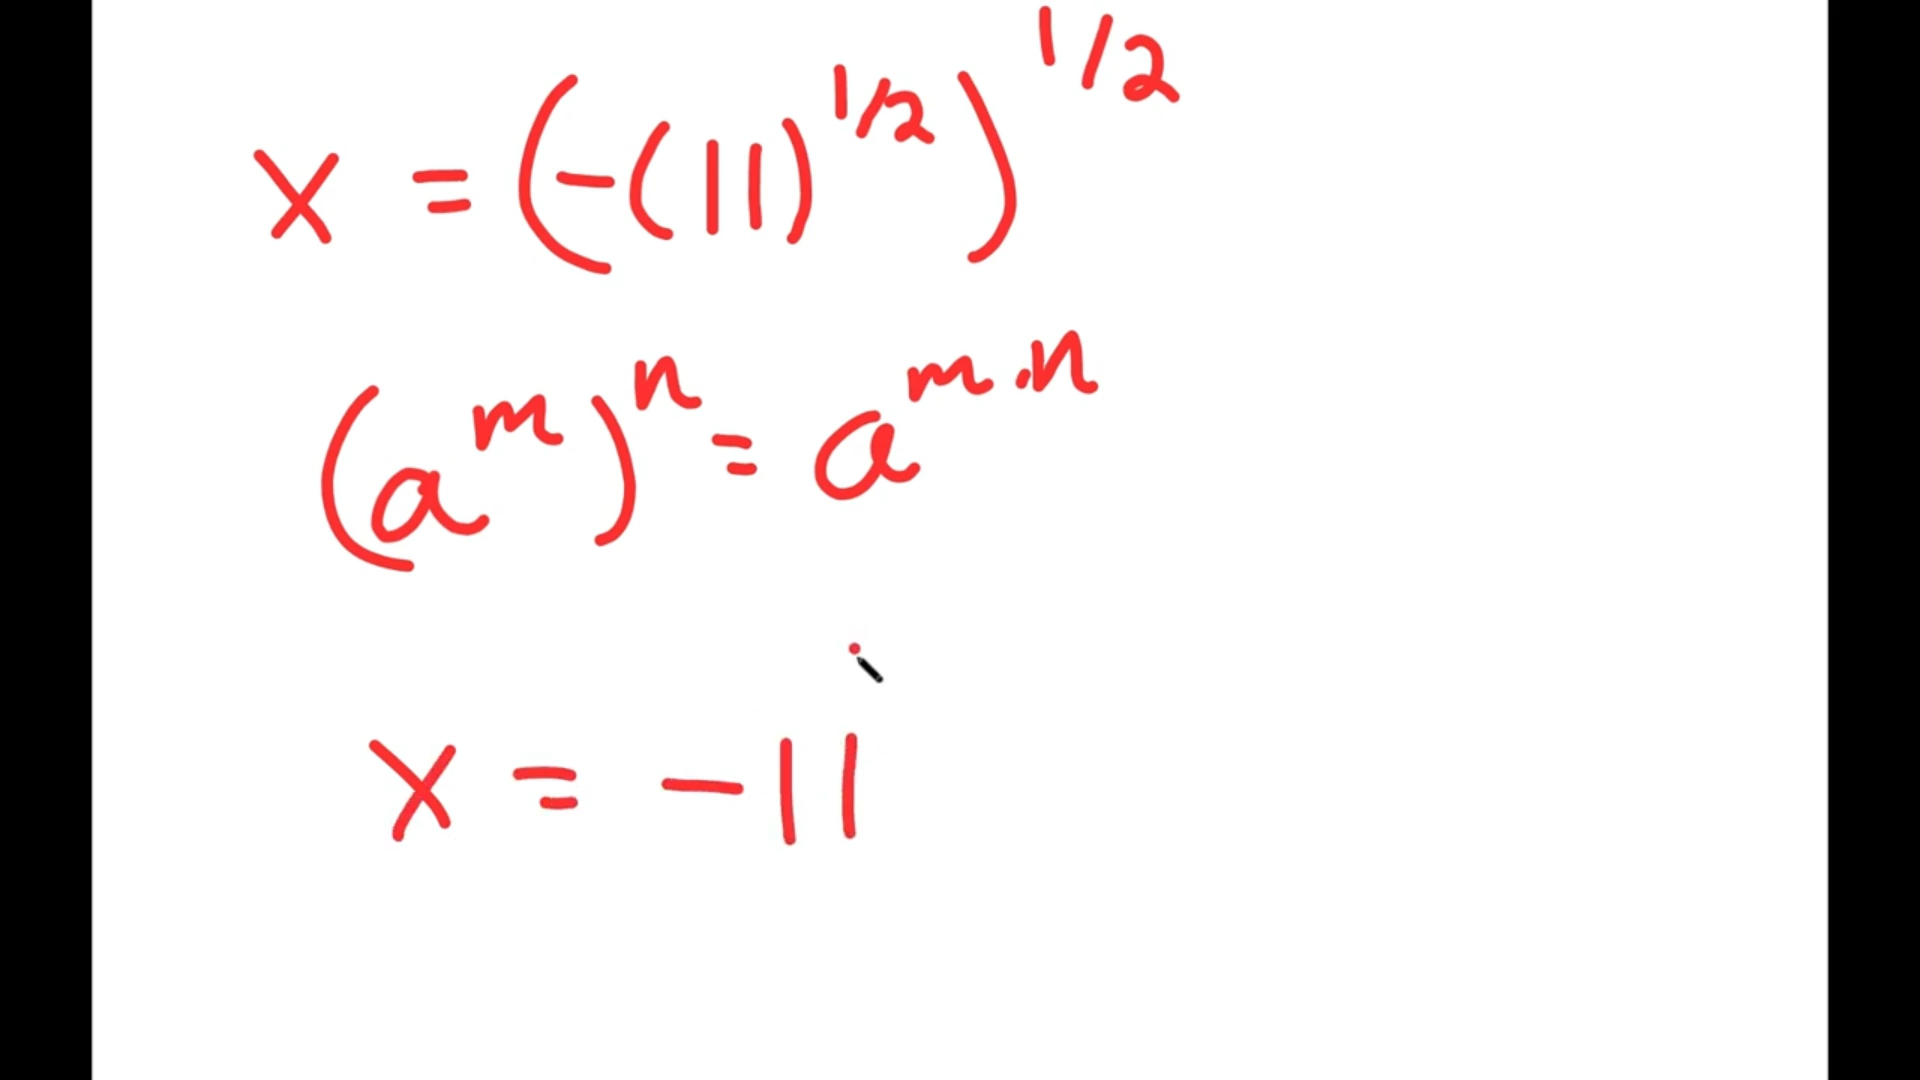 x = (-(11)^1/2)^1/2
(a^m)^n = a^m·n
x = -11